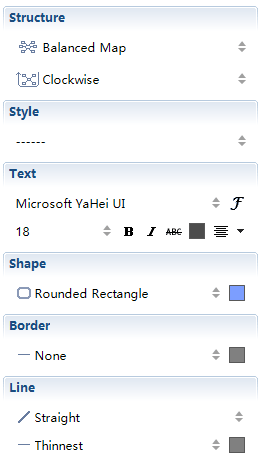 Structure
Balanced Map
Clockwise
Style
------
Text
Microsoft YaHei UI
18 B I ABC
Shape
Rounded Rectangle
Border
None
Line
Straight
Thinnest